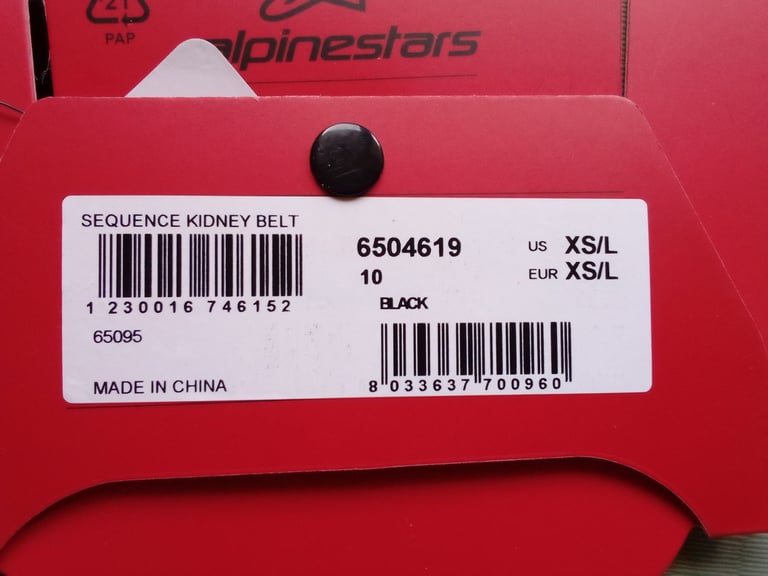 21
PAP
alpinestars
SEQUENCE KIDNEY BELT
1 230016 746152
65095
MADE IN CHINA
6504619
10
BLACK
US XS/L
EUR XS/L
8 033637 700960